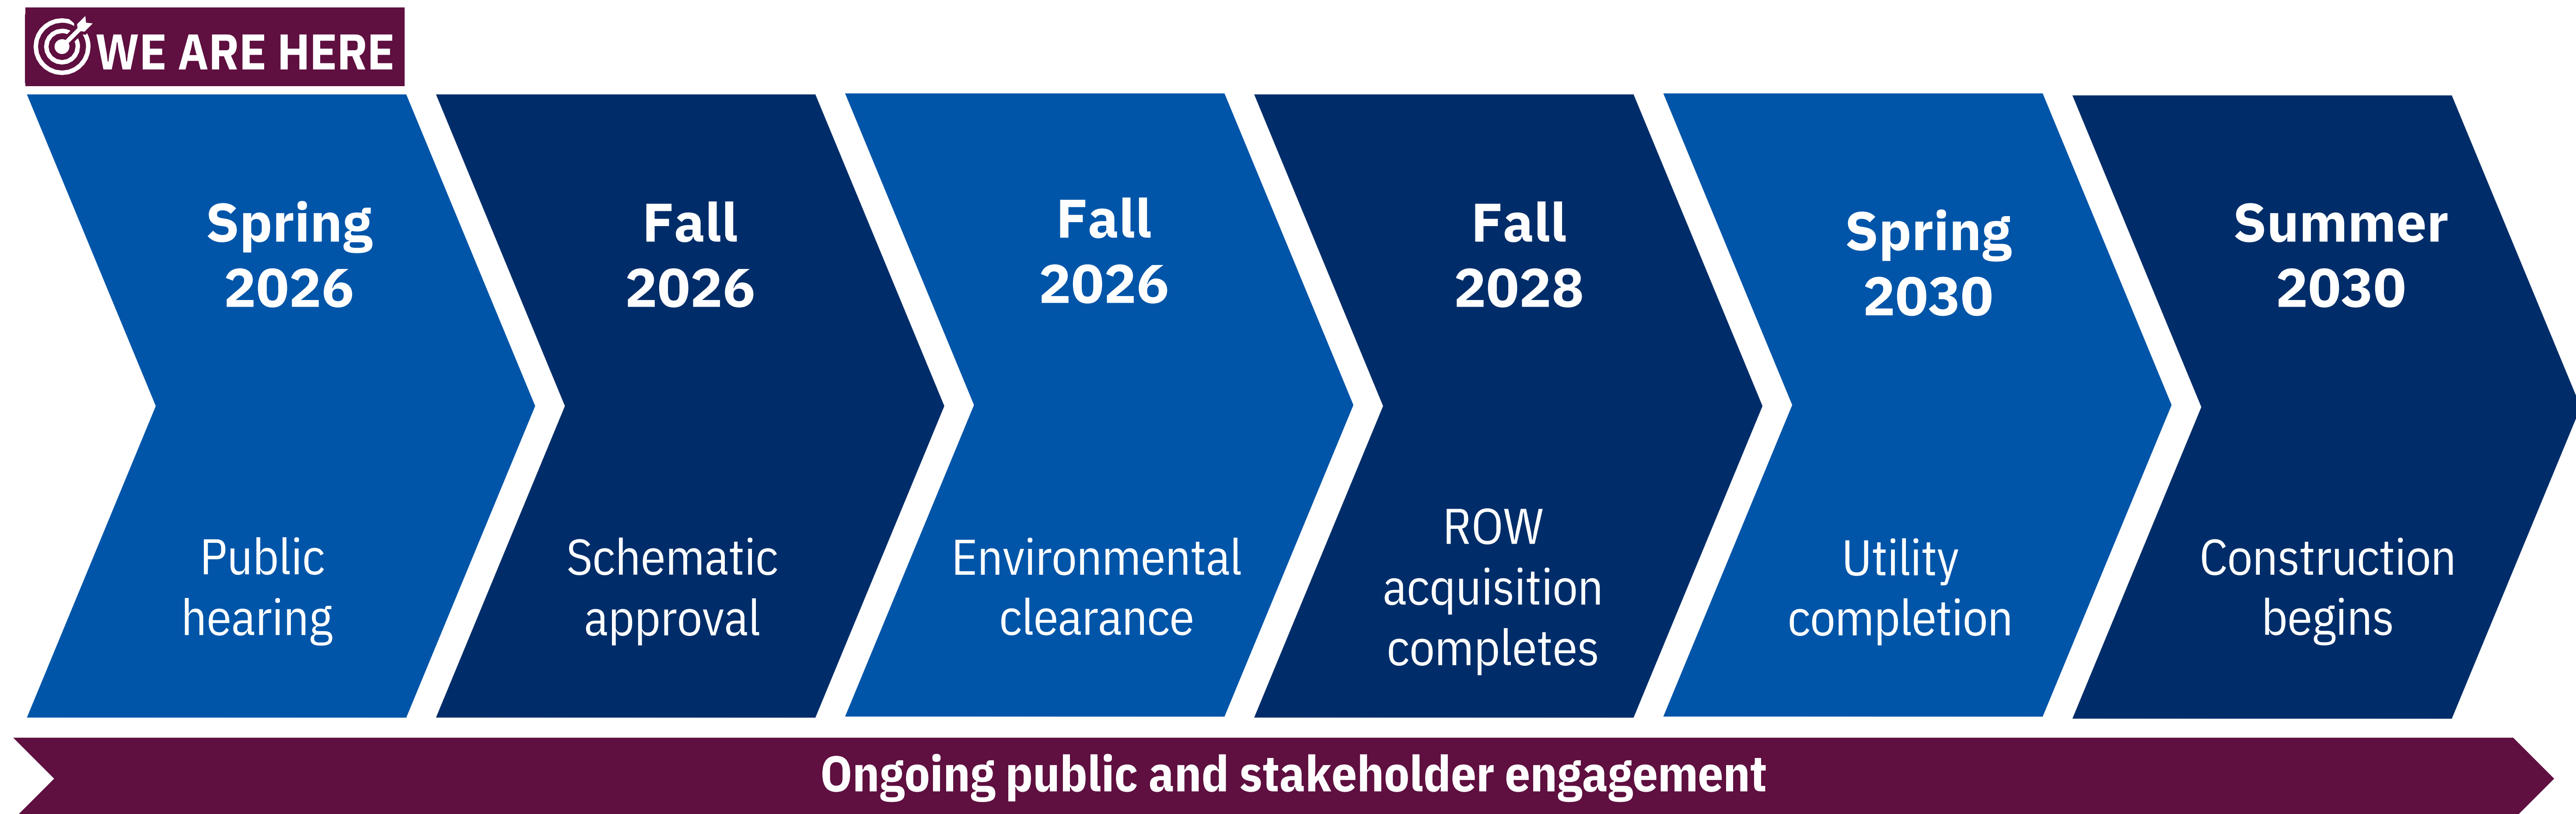 WE ARE HERE
Spring
2026
Public
hearing
Fall
2026
Schematic
approval
Fall
2026
Environmental
clearance
Fall
2028
ROW
acquisition
completes
Spring
2030
Utility
completion
Summer
2030
Construction
begins
Ongoing public and stakeholder engagement